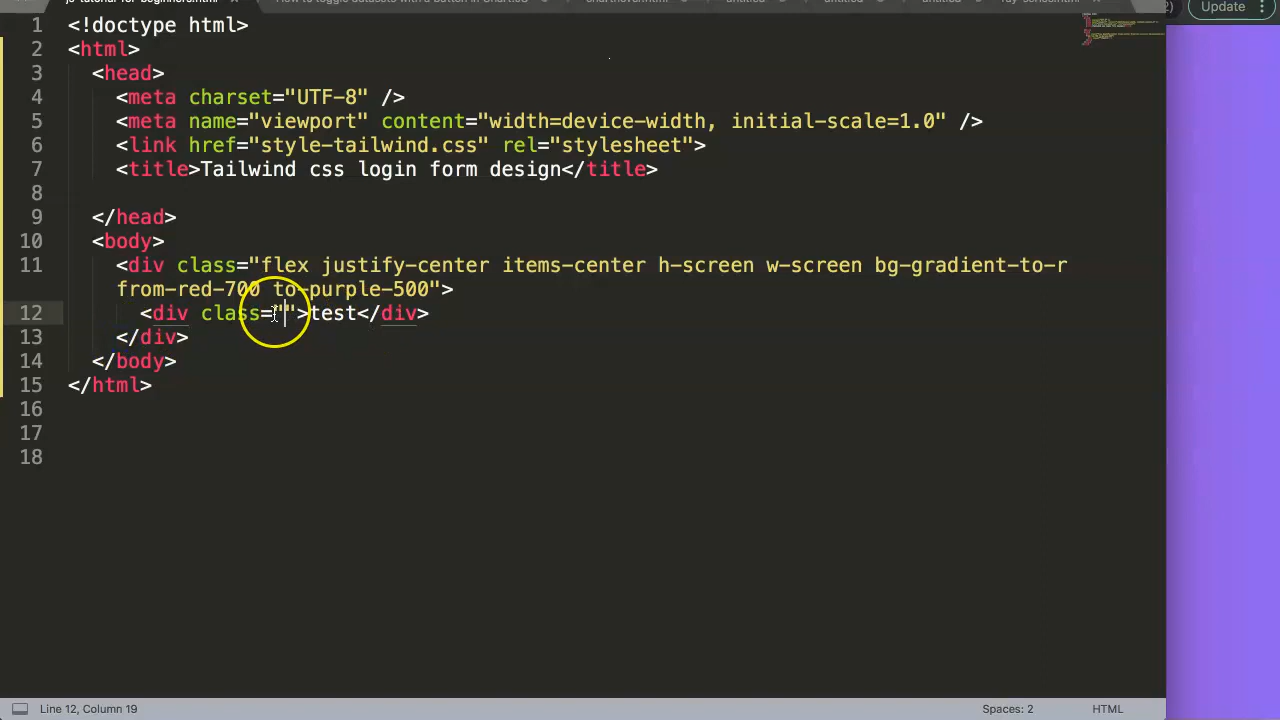 Update
1 <!doctype html>
2 <html>
3 <head>
4 <meta charset="UTF-8" />
5 <meta name="viewport" content="width=device-width, initial-scale=1.0" />
6 <link href="style-tailwind.css" rel="stylesheet">
7 <title>Tailwind css login form design</title>
8
9 </head>
10 <body>
11 <div class="flex justify-center items-center h-screen w-screen bg-gradient-to-r
from-red-700 to-purple-500">
12 <div class="">test</div>
13 </div>
14 </body>
15 </html>
16
17
18
Line 12, Column 19
Spaces: 2
HTML